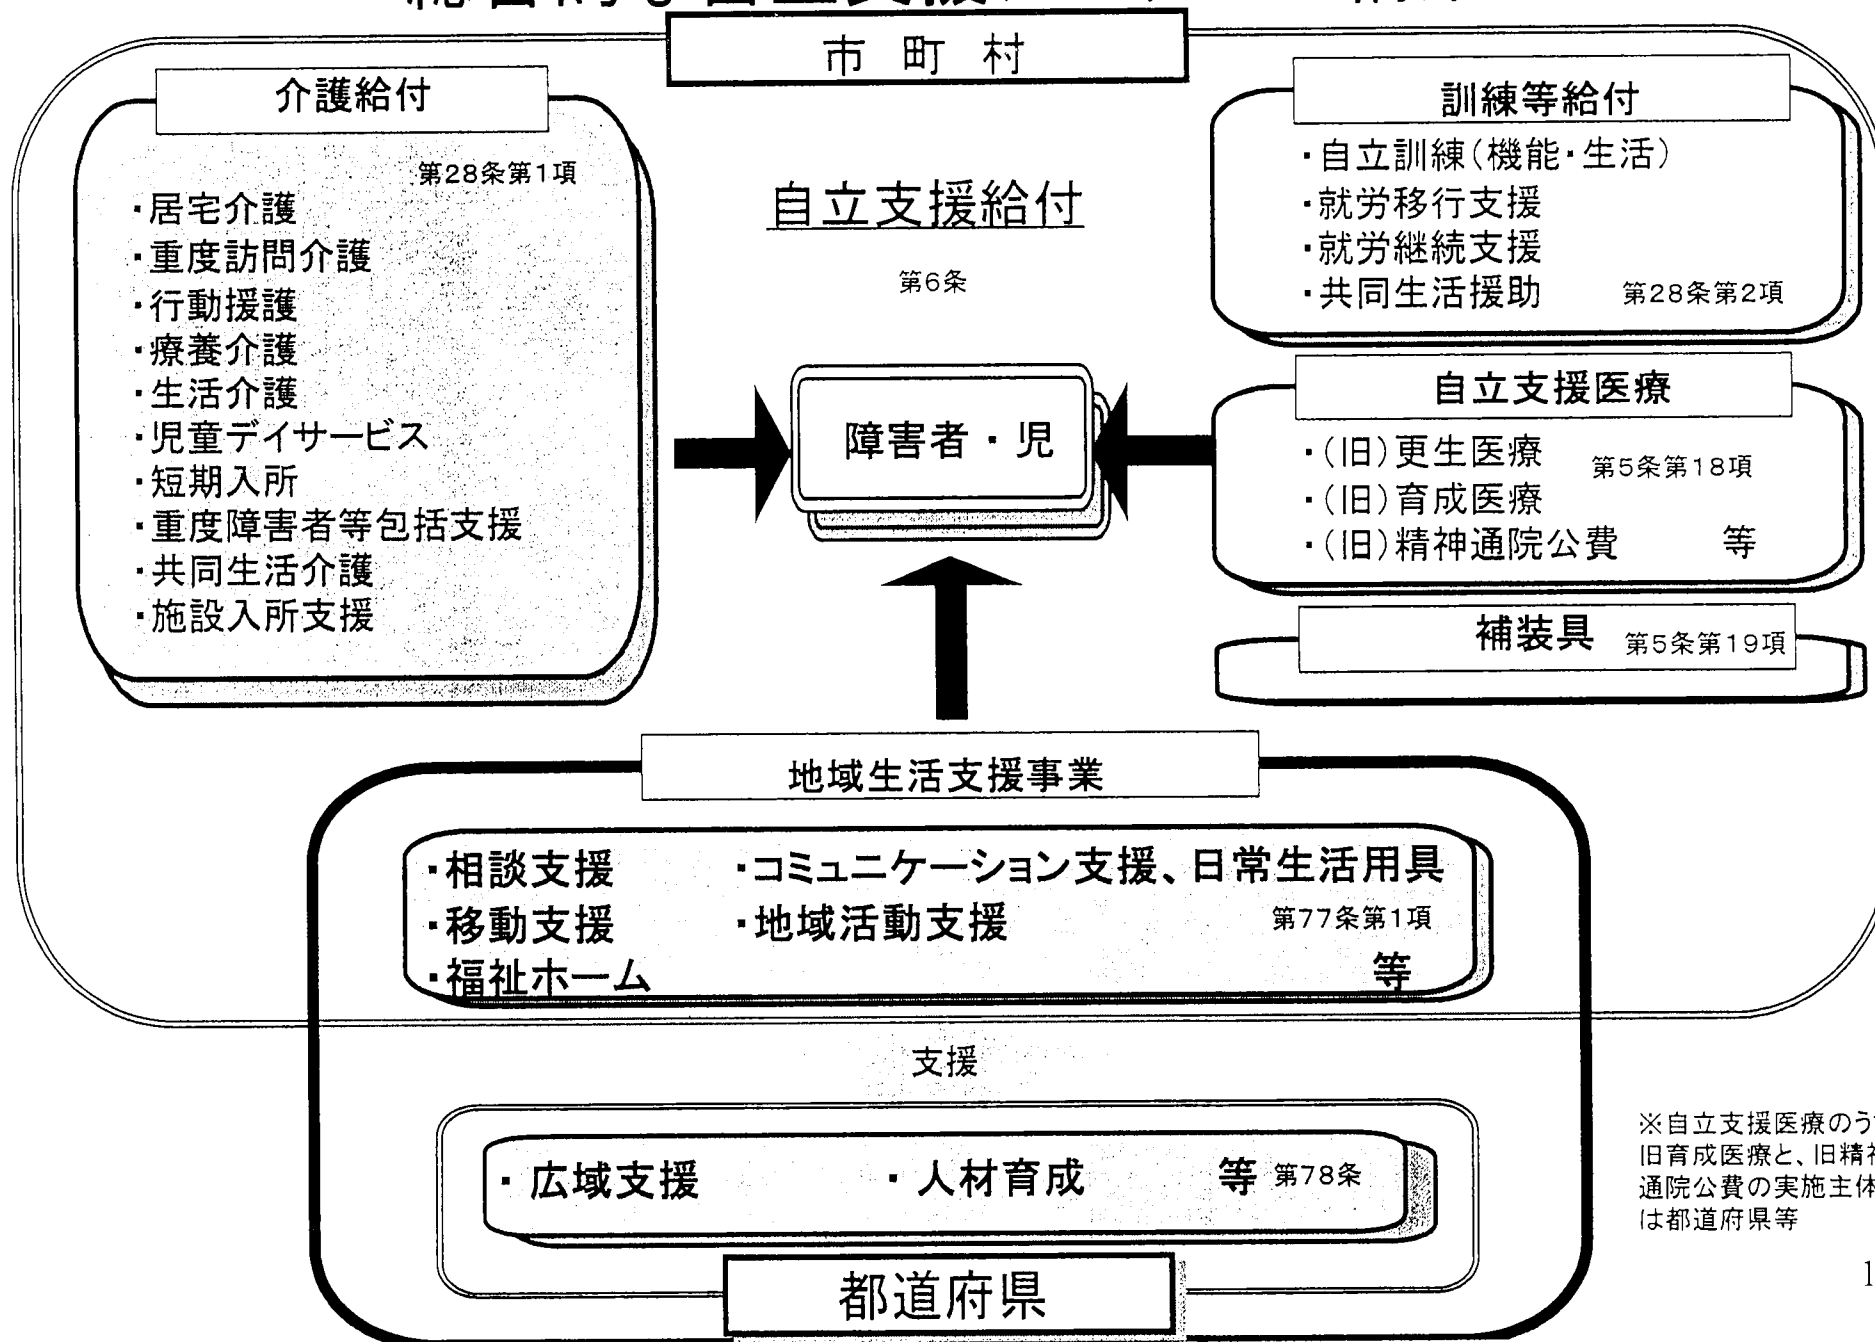 市 町 村
介護給付
第28条第1項
・居宅介護
・重度訪問介護
・行動援護
・療養介護
・生活介護
・児童デイサービス
・短期入所
・重度障害者等包括支援
・共同生活介護
・施設入所支援
自立支援給付
第6条
障害者・児
訓練等給付
・自立訓練(機能・生活)
・就労移行支援
・就労継続支援
・共同生活援助 第28条第2項
自立支援医療
・(旧)更生医療 第5条第18項
・(旧)育成医療
・(旧)精神通院公費 等
補装具 第5条第19項
地域生活支援事業
・相談支援 ・コミュニケーション支援、日常生活用具
・移動支援 ・地域活動支援 第77条第1項
・福祉ホーム 等
支援
・広域支援 ・人材育成 等 第78条
都道府県
※自立支援医療のう
旧育成医療と、旧精神
通院公費の実施主体
は都道府県等
1